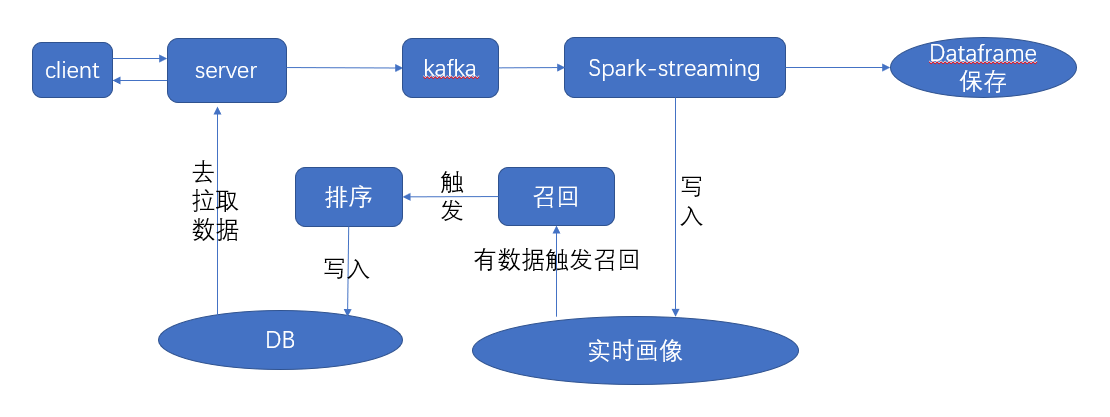 client
server
kafka
Spark-streaming
Dataframe
保存
去
拉取
数据
排序
触
发
召回
写
入
写入
有数据触发召回
DB
实时画像